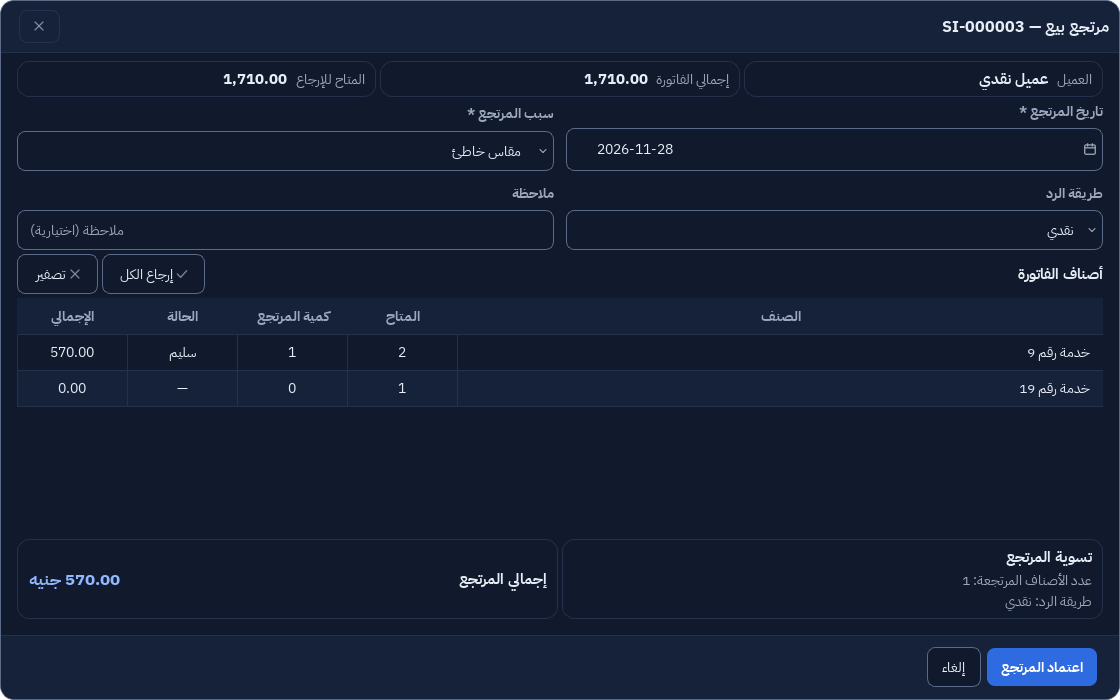 مرتجع بيع — SI-000003
العميل عميل نقدي
إجمالي الفاتورة 1,710.00
المتاح للإرجاع 1,710.00
تاريخ المرتجع *
سبب المرتجع *
2026-11-28
مقاس خاطئ
طريقة الرد
ملاحظة
نقدي
ملاحظة (اختيارية)
أصناف الفاتورة
إرجاع الكل
تصفير
الصنف المتاح كمية المرتجع الحالة الإجمالي
خدمة رقم 9 2 1 سليم 570.00
خدمة رقم 19 1 0 — 0.00
تسوية المرتجع
عدد الأصناف المرتجعة: 1
طريقة الرد: نقدي
إجمالي المرتجع 570.00 جنيه
اعتماد المرتجع
إلغاء